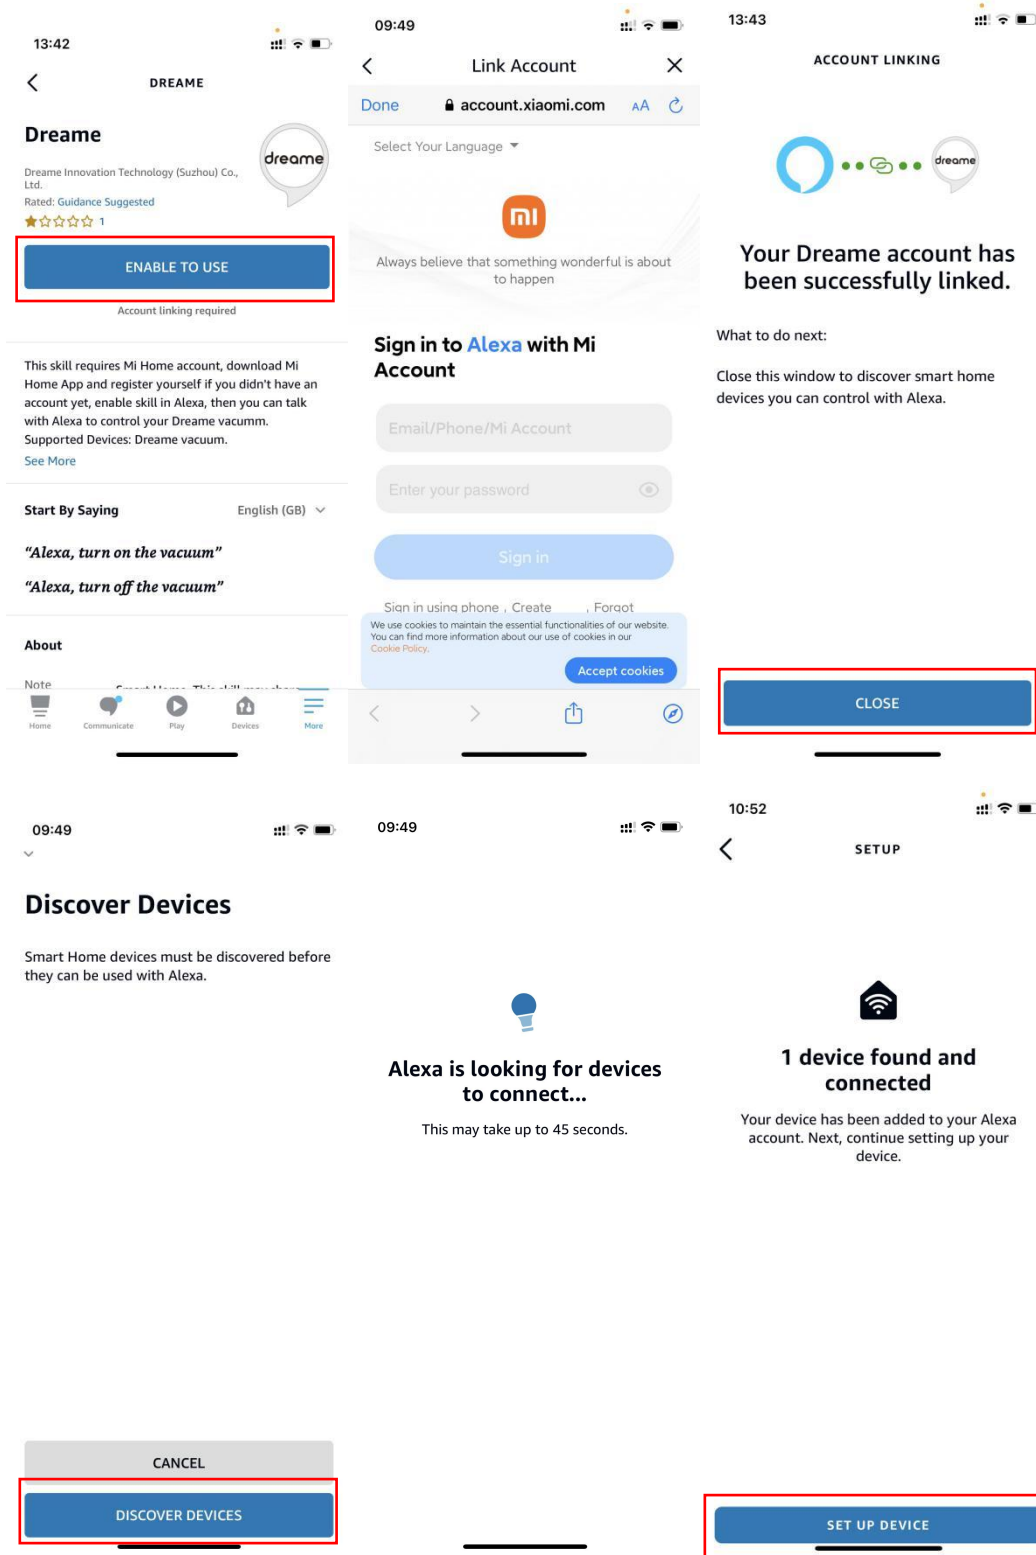 13:42
DREAME
Dreame
dreame
Dreame Innovation Technology (Suzhou) Co.,
Ltd.
Rated: Guidance Suggested
1
ENABLE TO USE
Account linking required
This skill requires Mi Home account, download Mi
Home App and register yourself if you didn't have an
account yet, enable skill in Alexa, then you can talk
with Alexa to control your Dreame vacumm.
Supported Devices: Dreame vacuum.
See More
Start By Saying
English (GB)
“Alexa, turn on the vacuum”
“Alexa, turn off the vacuum”
About
Note
Smart Home. This skill may share
Home
Communicate
Play
Devices
More
09:49
Link Account
Done
account.xiaomi.com
AA
Select Your Language
mi
Always believe that something wonderful is about
to happen
Sign in to Alexa with Mi
Account
Email/Phone/Mi Account
Enter your password
Sign in
Sign in using phone , Create , Forgot
We use cookies to maintain the essential functionalities of our website.
You can find more information about our use of cookies in our
Cookie Policy.
Accept cookies
13:43
ACCOUNT LINKING
dreame
Your Dreame account has
been successfully linked.
What to do next:
Close this window to discover smart home
devices you can control with Alexa.
CLOSE
09:49
Discover Devices
Smart Home devices must be discovered before
they can be used with Alexa.
CANCEL
DISCOVER DEVICES
09:49
Alexa is looking for devices
to connect...
This may take up to 45 seconds.
10:52
SETUP
1 device found and
connected
Your device has been added to your Alexa
account. Next, continue setting up your
device.
SET UP DEVICE